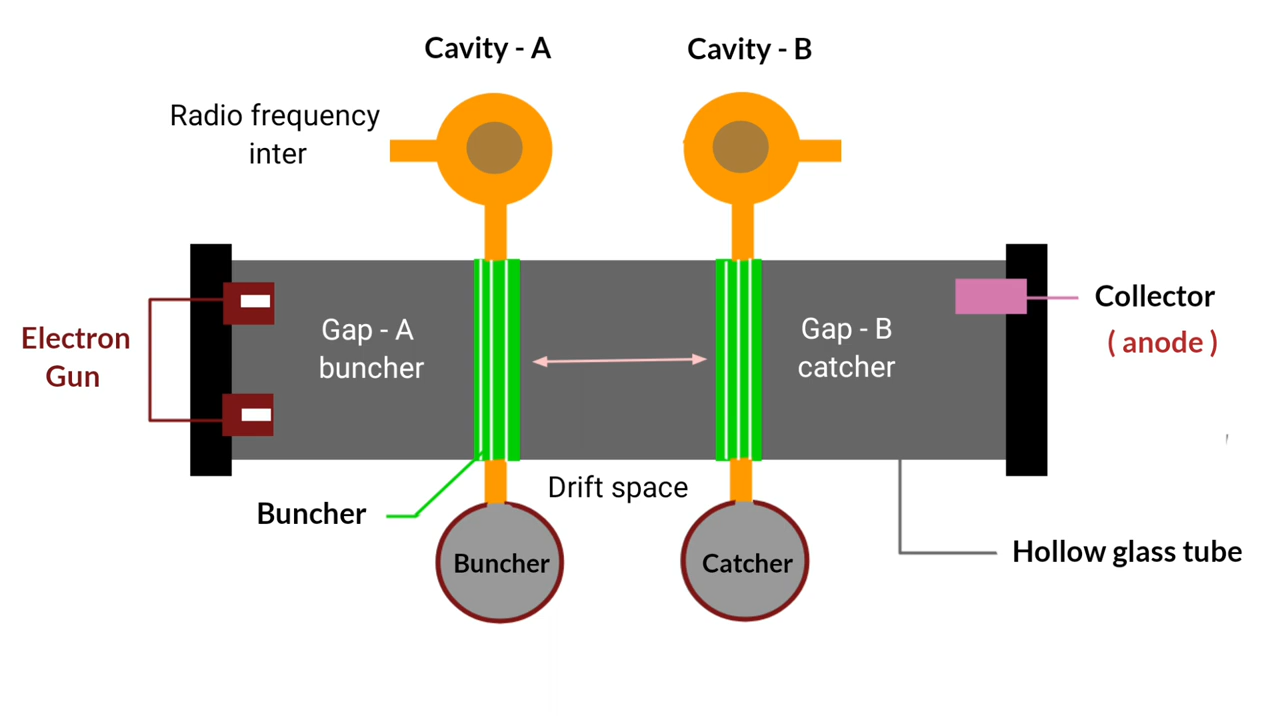 Cavity - A
Cavity - B
Radio frequency
inter
Electron
Gun
Gap - A
buncher
Gap - B
catcher
Collector
( anode )
Buncher
Drift space
Buncher
Catcher
Hollow glass tube